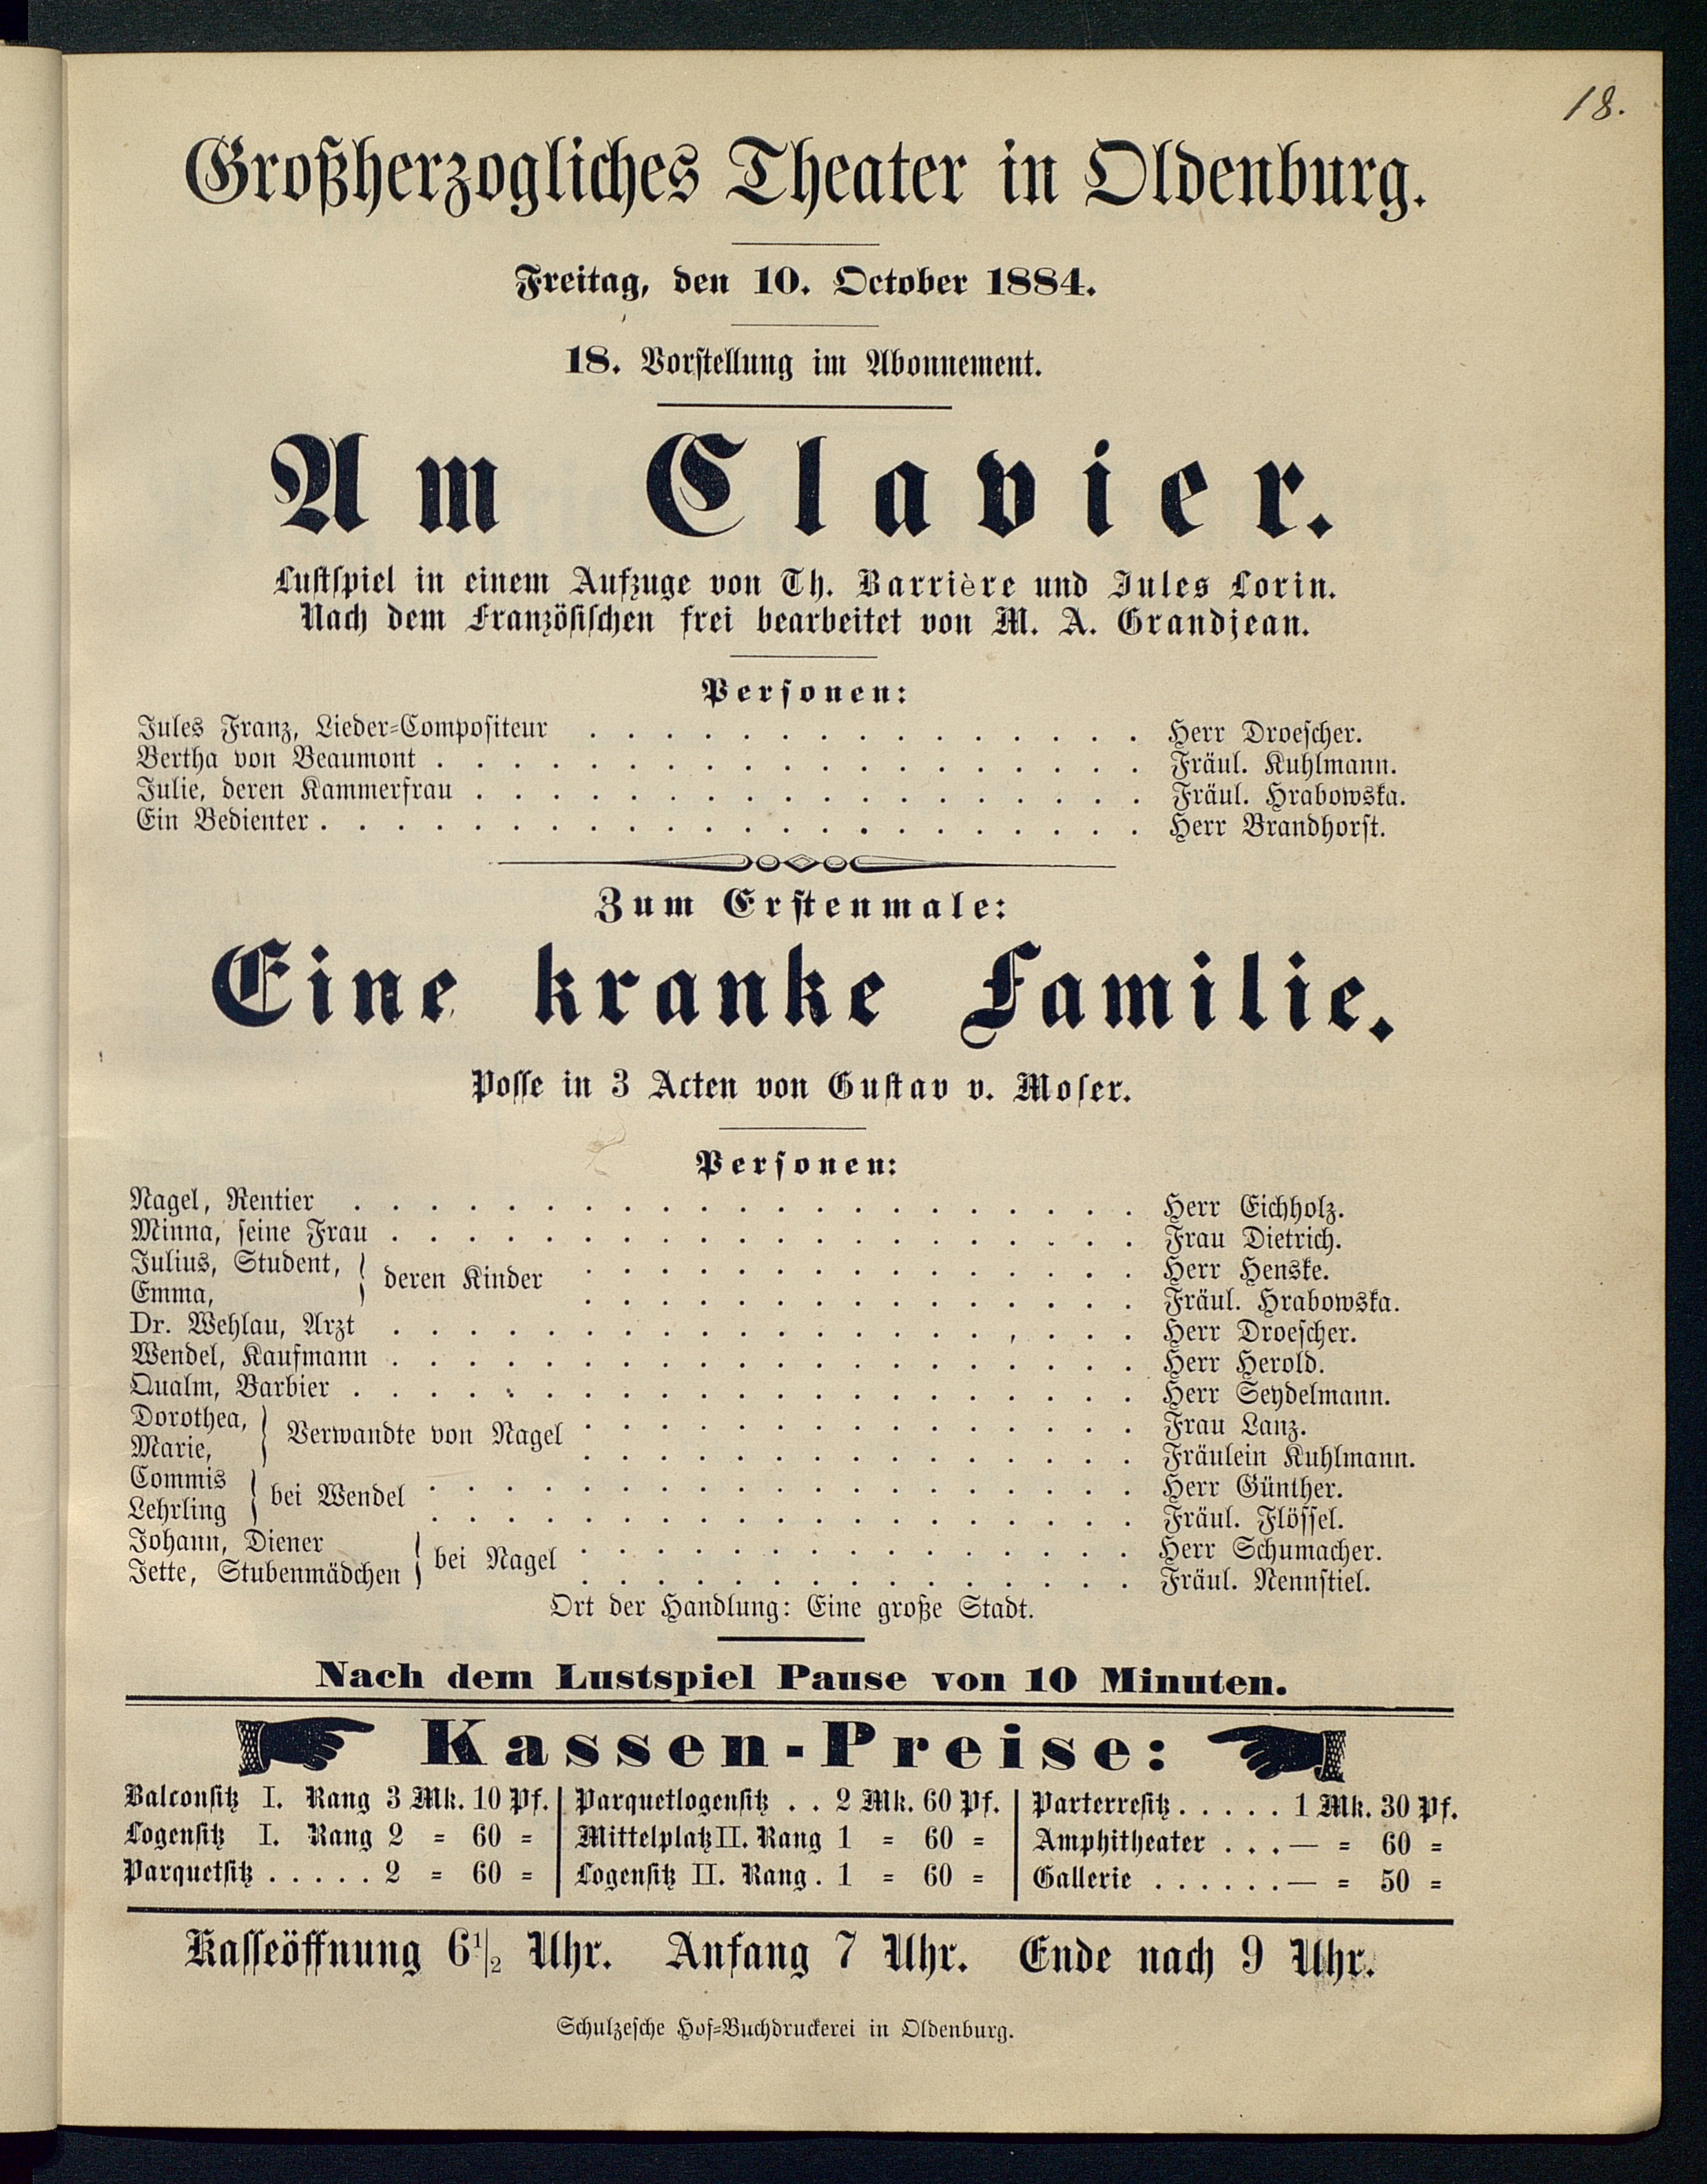 18.
Großherzogliches Theater in Oldenburg.
Freitag, den 10. October 1884.
18. Vorstellung im Abonnement.
Am Clavier.
Lustspiel in einem Aufzuge von Th. Barrière und Jules Lorin.
Nach dem Französischen frei bearbeitet von M. A. Grandjean.
Personen:
Jules Franz, Lieder-Compositeur . . . . . . . . . . . . . . . Herr Droescher.
Bertha von Beaumont . . . . . . . . . . . . . . . . . . . Fräul. Kuhlmann.
Julie, deren Kammerfrau . . . . . . . . . . . . . . . . . . Fräul. Hrabowska.
Ein Bedienter . . . . . . . . . . . . . . . . . . . . . . Herr Brandhorst.
Zum Erstenmale:
Eine kranke Familie.
Posse in 3 Acten von Gustav v. Moser.
Personen:
Nagel, Rentier . . . . . . . . . . . . . . . . . . . . . Herr Eichholz.
Minna, seine Frau . . . . . . . . . . . . . . . . . . . . Frau Dietrich.
Julius, Student, } deren Kinder . . . . . . . . . . . . . . . Herr Henske.
Emma, . . . . . . . . . . . . . . . Fräul. Hrabowska.
Dr. Wehlau, Arzt . . . . . . . . . . . . . . . . . . . . Herr Droescher.
Wendel, Kaufmann . . . . . . . . . . . . . . . . . . . . Herr Herold.
Qualm, Barbier . . . . . . . . . . . . . . . . . . . . . Herr Seydelmann.
Dorothea, } Verwandte von Nagel . . . . . . . . . . . . . . . Frau Lanz.
Marie, . . . . . . . . . . . . . . . Fräulein Kuhlmann.
Commis } bei Wendel . . . . . . . . . . . . . . . . . . . Herr Günther.
Lehrling . . . . . . . . . . . . . . . . . . . Fräul. Flössel.
Johann, Diener } bei Nagel . . . . . . . . . . . . . . . Herr Schumacher.
Jette, Stubenmädchen . . . . . . . . . . . . . . . Fräul. Nennstiel.
Ort der Handlung: Eine große Stadt.
Nach dem Lustspiel Pause von 10 Minuten.
Kassen-Preise:
Balconsitz I. Rang 3 Mk. 10 Pf. | Parquetlogensitz . . 2 Mk. 60 Pf. | Parterresitz . . . . . 1 Mk. 30 Pf.
Logensitz I. Rang 2 = 60 = | Mittelplatz II. Rang 1 = 60 = | Amphitheater . . . — = 60 =
Parquetsitz . . . . . 2 = 60 = | Logensitz II. Rang . 1 = 60 = | Gallerie . . . . . . — = 50 =
Kasseöffnung 6 1/2 Uhr. Anfang 7 Uhr. Ende nach 9 Uhr.
Schulzesche Hof-Buchdruckerei in Oldenburg.